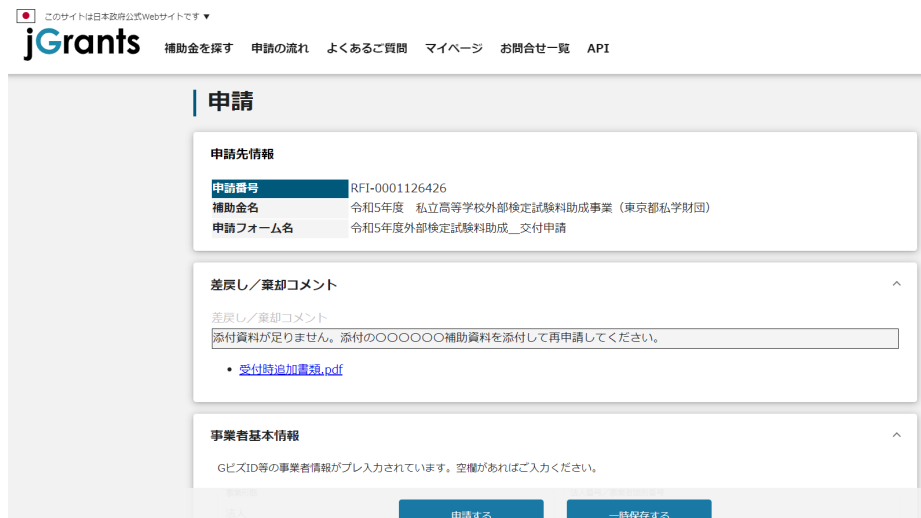 このサイトは日本政府公式Webサイトです ▼
jGrants 補助金を探す 申請の流れ よくあるご質問 マイページ お問合せ一覧 API
申請
申請先情報
申請番号 RFI-0001126426
補助金名 令和5年度　私立高等学校外部検定試験料助成事業（東京都私学財団）
申請フォーム名 令和5年度外部検定試験料助成__交付申請
差戻し／棄却コメント
差戻し／棄却コメント
添付資料が足りません。添付の〇〇〇〇〇〇補助資料を添付して再申請してください。
• 受付時追加書類.pdf
事業者基本情報
GビズID等の事業者情報がプレ入力されています。空欄があればご入力ください。
申請する 一時保存する